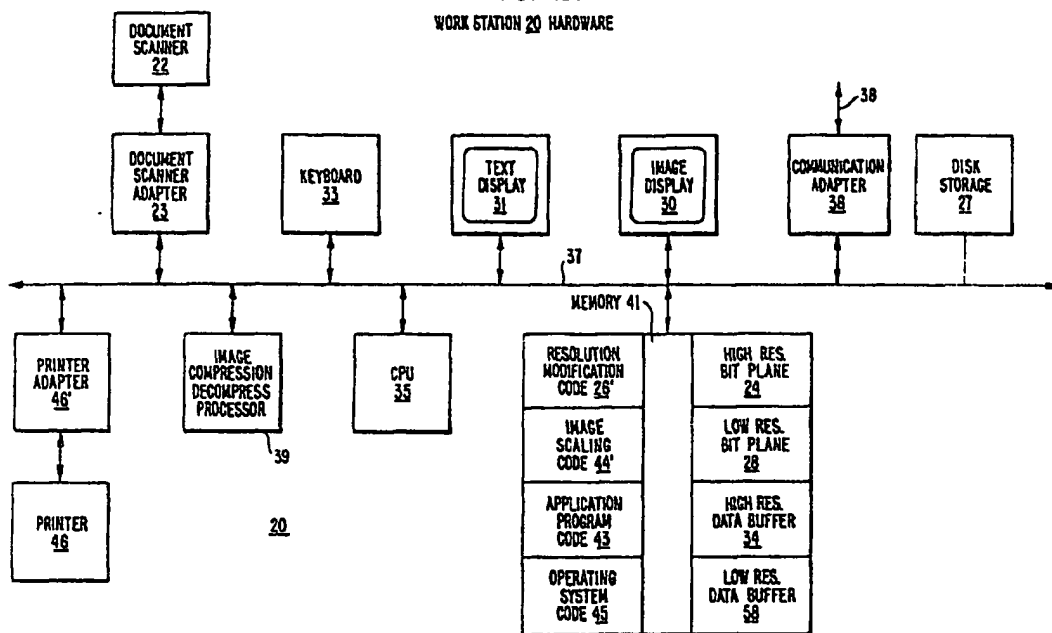 WORK STATION 20 HARDWARE
DOCUMENT
SCANNER
22
DOCUMENT
SCANNER
ADAPTER
23
KEYBOARD
33
TEXT
DISPLAY
31
IMAGE
DISPLAY
30
38
COMMUNICATION
ADAPTER
38
DISK
STORAGE
27
37
MEMORY 41
PRINTER
ADAPTER
46'
IMAGE
COMPRESSION
DECOMPRESS
PROCESSOR
39
CPU
35
PRINTER
46
20
RESOLUTION
MODIFICATION
CODE 26'
IMAGE
SCALING
CODE 44'
APPLICATION
PROGRAM
CODE 43
OPERATING
SYSTEM
CODE 45
HIGH RES.
BIT PLANE
24
LOW RES.
BIT PLANE
28
HIGH RES.
DATA BUFFER
34
LOW RES.
DATA BUFFER
58